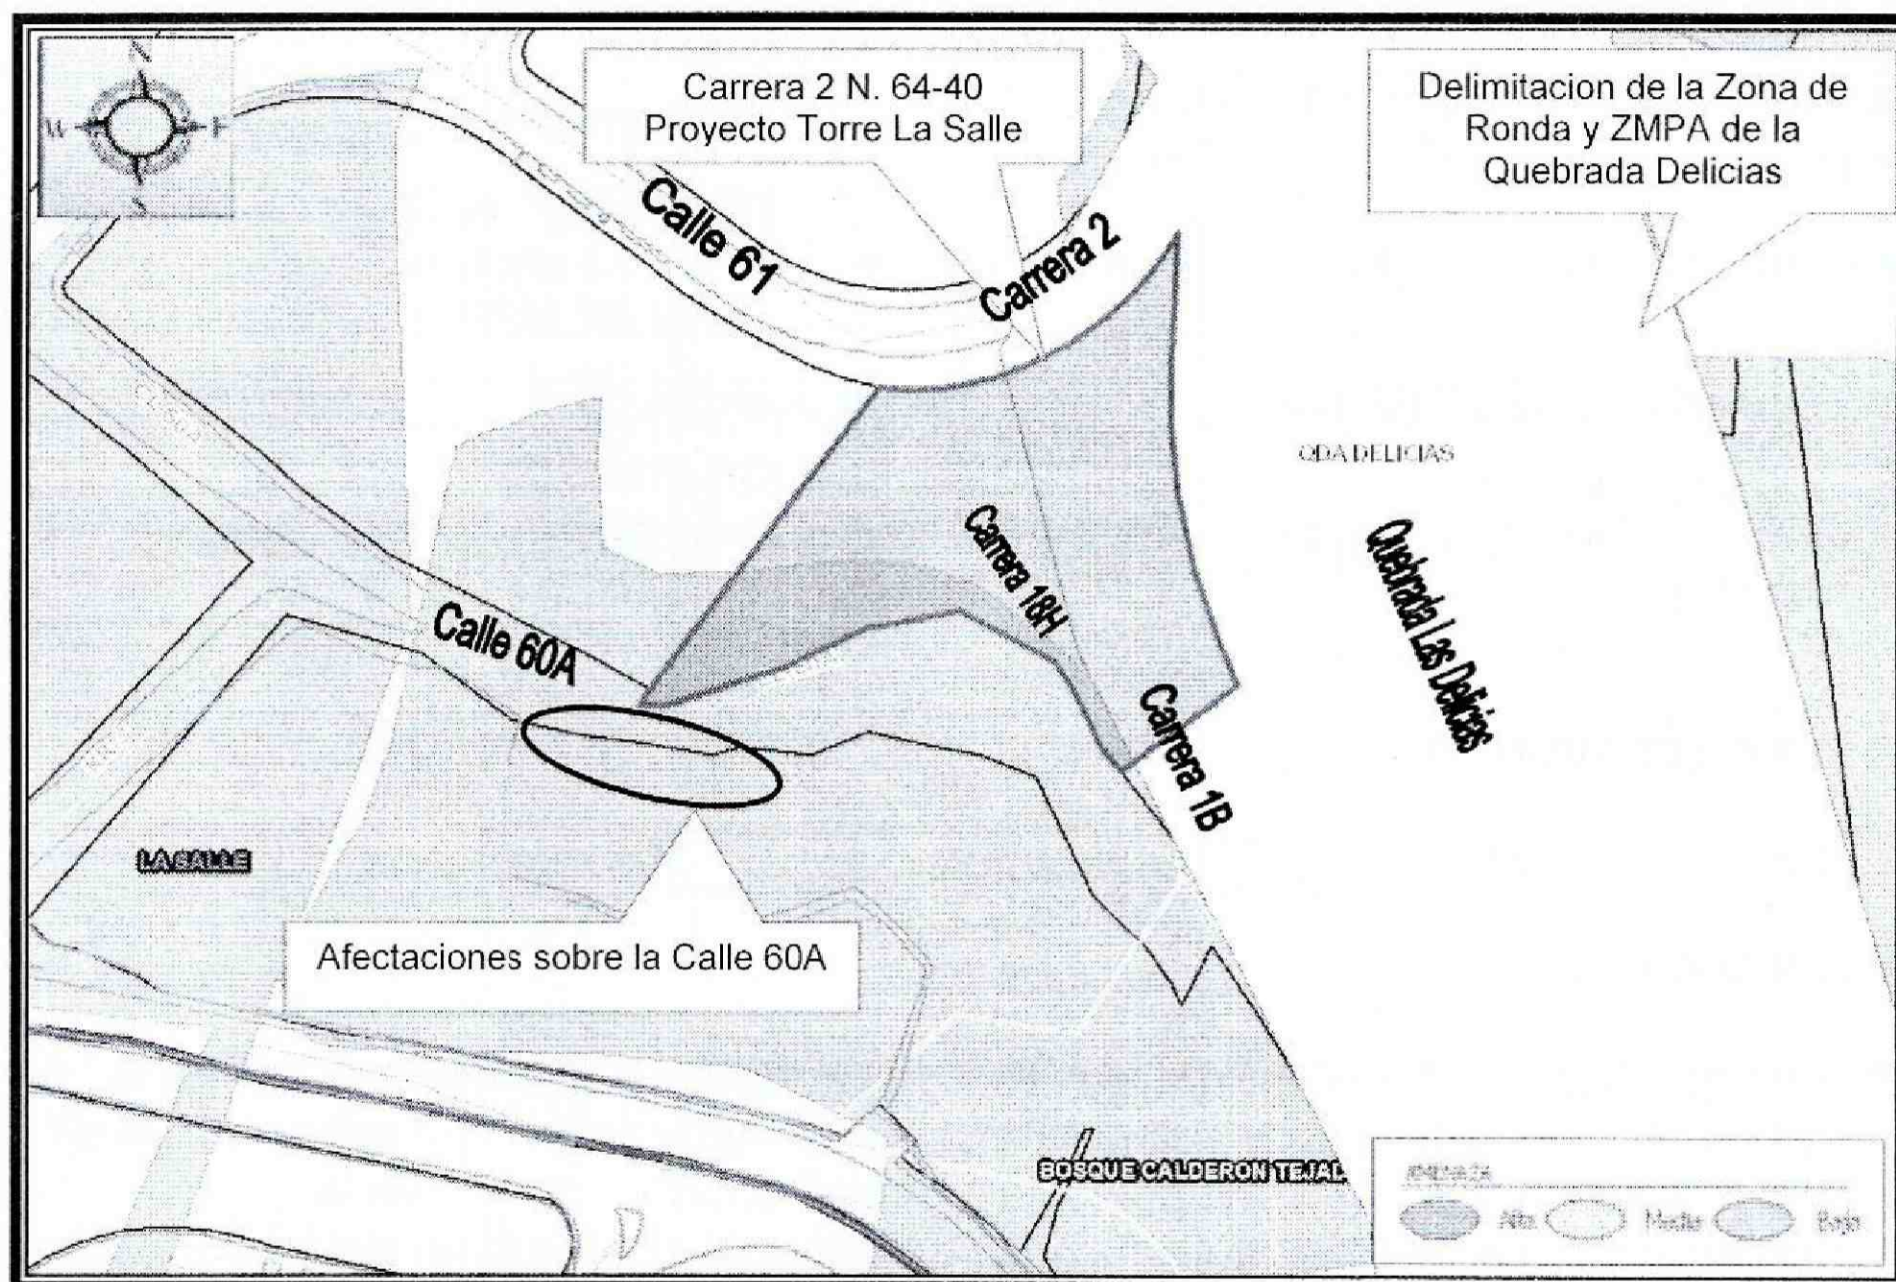 N
W
E
S
Carrera 2 N. 64-40
Proyecto Torre La Salle
Delimitacion de la Zona de
Ronda y ZMPA de la
Quebrada Delicias
Calle 61
Carrera 2
QDA DELICIAS
Carrera 18H
Quebrada Las Delicias
Calle 60A
Carrera 1B
LA SALLE
Afectaciones sobre la Calle 60A
BOSQUE CALDERON TEJAD
AMENAZA
Alta
Media
Baja